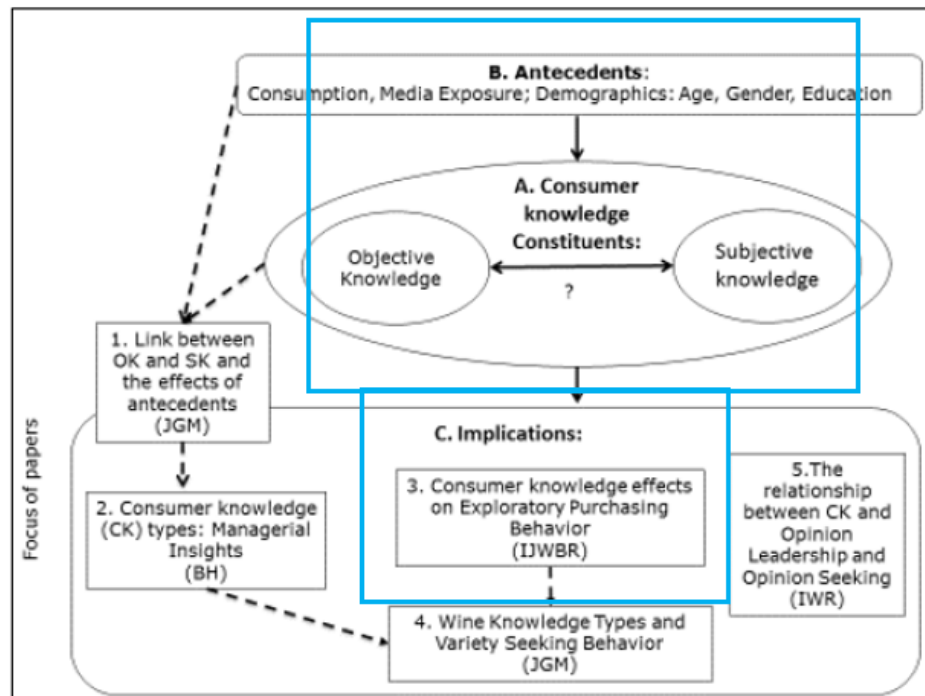 B. Antecedents:
Consumption, Media Exposure; Demographics: Age, Gender, Education
A. Consumer
knowledge
Constituents:
Objective
Knowledge
?
Subjective
knowledge
1. Link between
OK and SK and
the effects of
antecedents
(JGM)
Focus of papers
C. Implications:
2. Consumer knowledge
(CK) types: Managerial
Insights
(BH)
3. Consumer knowledge effects
on Exploratory Purchasing
Behavior
(IJWBR)
5.The
relationship
between CK and
Opinion
Leadership and
Opinion Seeking
(IWR)
4. Wine Knowledge Types and
Variety Seeking Behavior
(JGM)